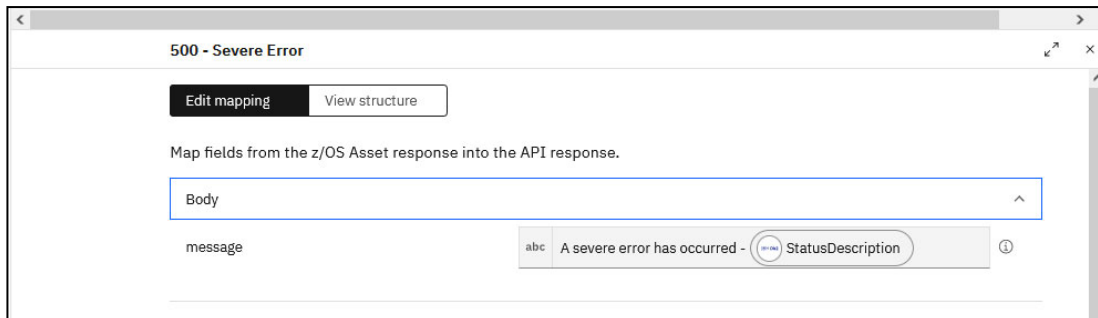 500 - Severe Error
Edit mapping
View structure
Map fields from the z/OS Asset response into the API response.
Body
message
abc A severe error has occurred - StatusDescription